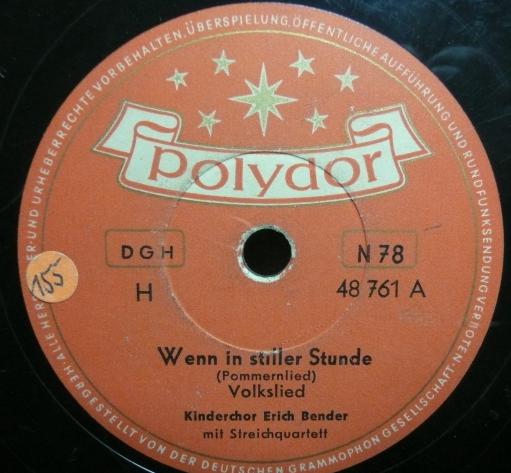 ALLE HERSTELLER- UND URHEBERRECHTE VORBEHALTEN. ÜBERSPIELUNG, ÖFFENTLICHE AUFFÜHRUNG UND RUNDFUNKSENDUNG VERBOTEN.
polydor
DGH
N 78
H
48 761 A
155
Wenn in stiller Stunde
(Pommernlied)
Volkslied
Kinderchor Erich Bender
mit Streichquartett
HERGESTELLT VON DER DEUTSCHEN GRAMMOPHON GESELLSCHAFT